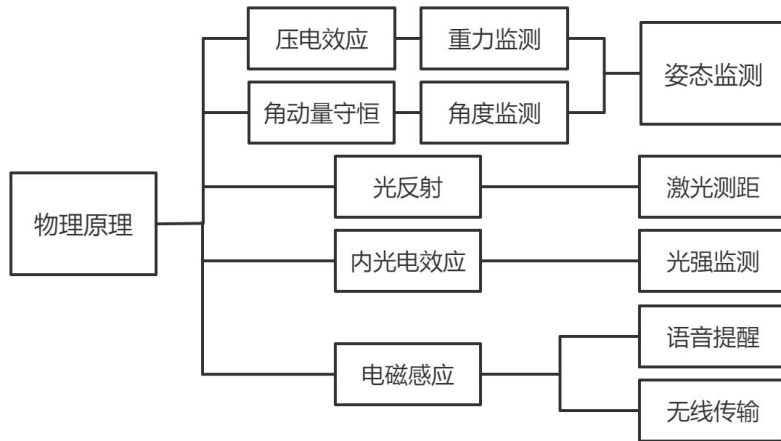 压电效应
重力监测
姿态监测
角动量守恒
角度监测
物理原理
光反射
激光测距
内光电效应
光强监测
电磁感应
语音提醒
无线传输